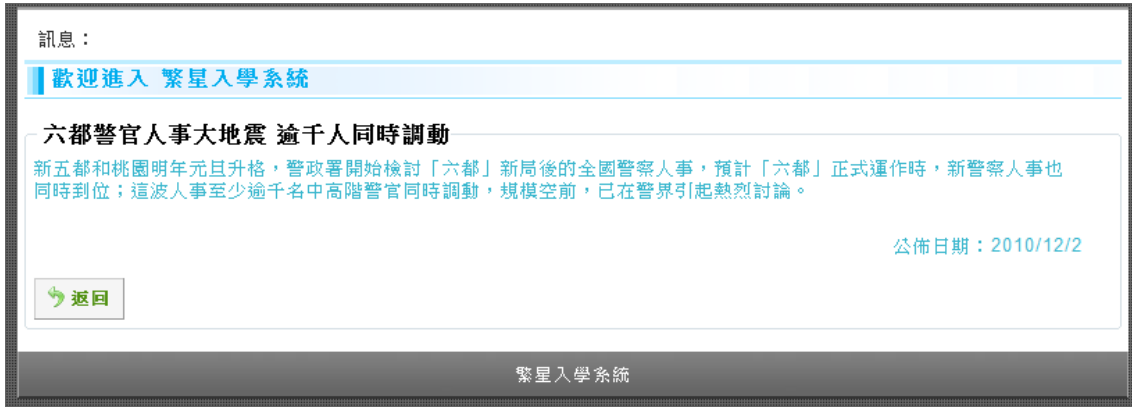 訊息：
歡迎進入 繁星入學系統
六都警官人事大地震 逾千人同時調動
新五都和桃園明年元旦升格，警政署開始檢討「六都」新局後的全國警察人事，預計「六都」正式運作時，新警察人事也
同時到位；這波人事至少逾千名中高階警官同時調動，規模空前，已在警界引起熱烈討論。
公佈日期：2010/12/2
返回
繁星入學系統